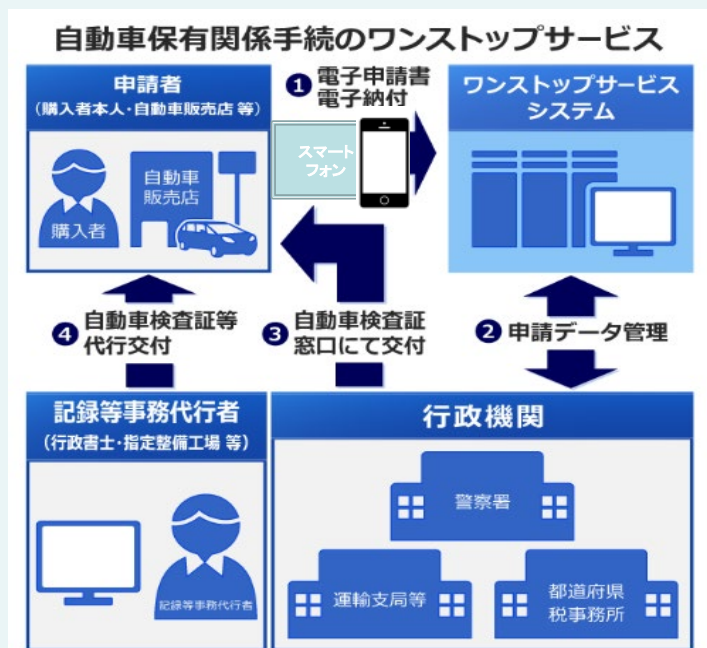 自動車保有関係手続のワンストップサービス
申請者
（購入者本人・自動車販売店 等）
購入者
自動車
販売店
❶ 電子申請書
電子納付
スマート
フォン
ワンストップサービス
システム
❹ 自動車検査証等
代行交付
❸ 自動車検査証
窓口にて交付
❷ 申請データ管理
記録等事務代行者
（行政書士・指定整備工場 等）
記録等事務代行者
行政機関
警察署
運輸支局等
都道府県
税事務所